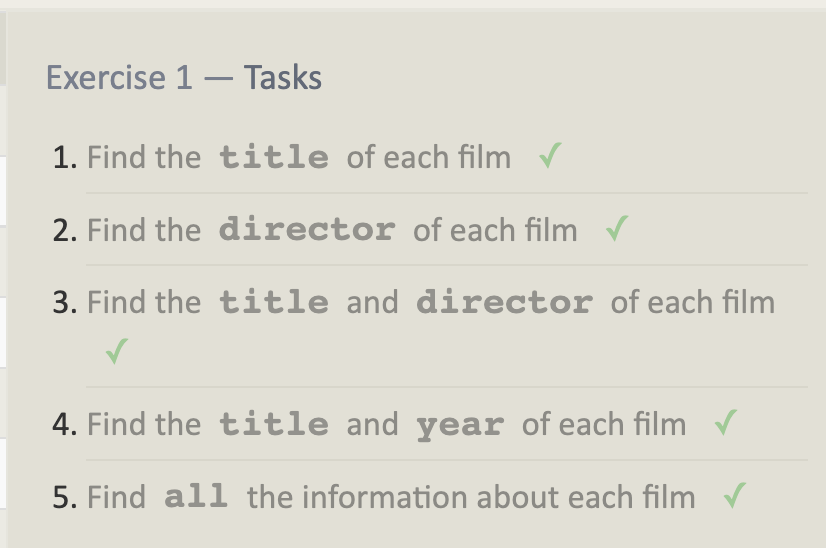 Exercise 1 — Tasks
1. Find the title of each film ✓
2. Find the director of each film ✓
3. Find the title and director of each film
✓
4. Find the title and year of each film ✓
5. Find all the information about each film ✓